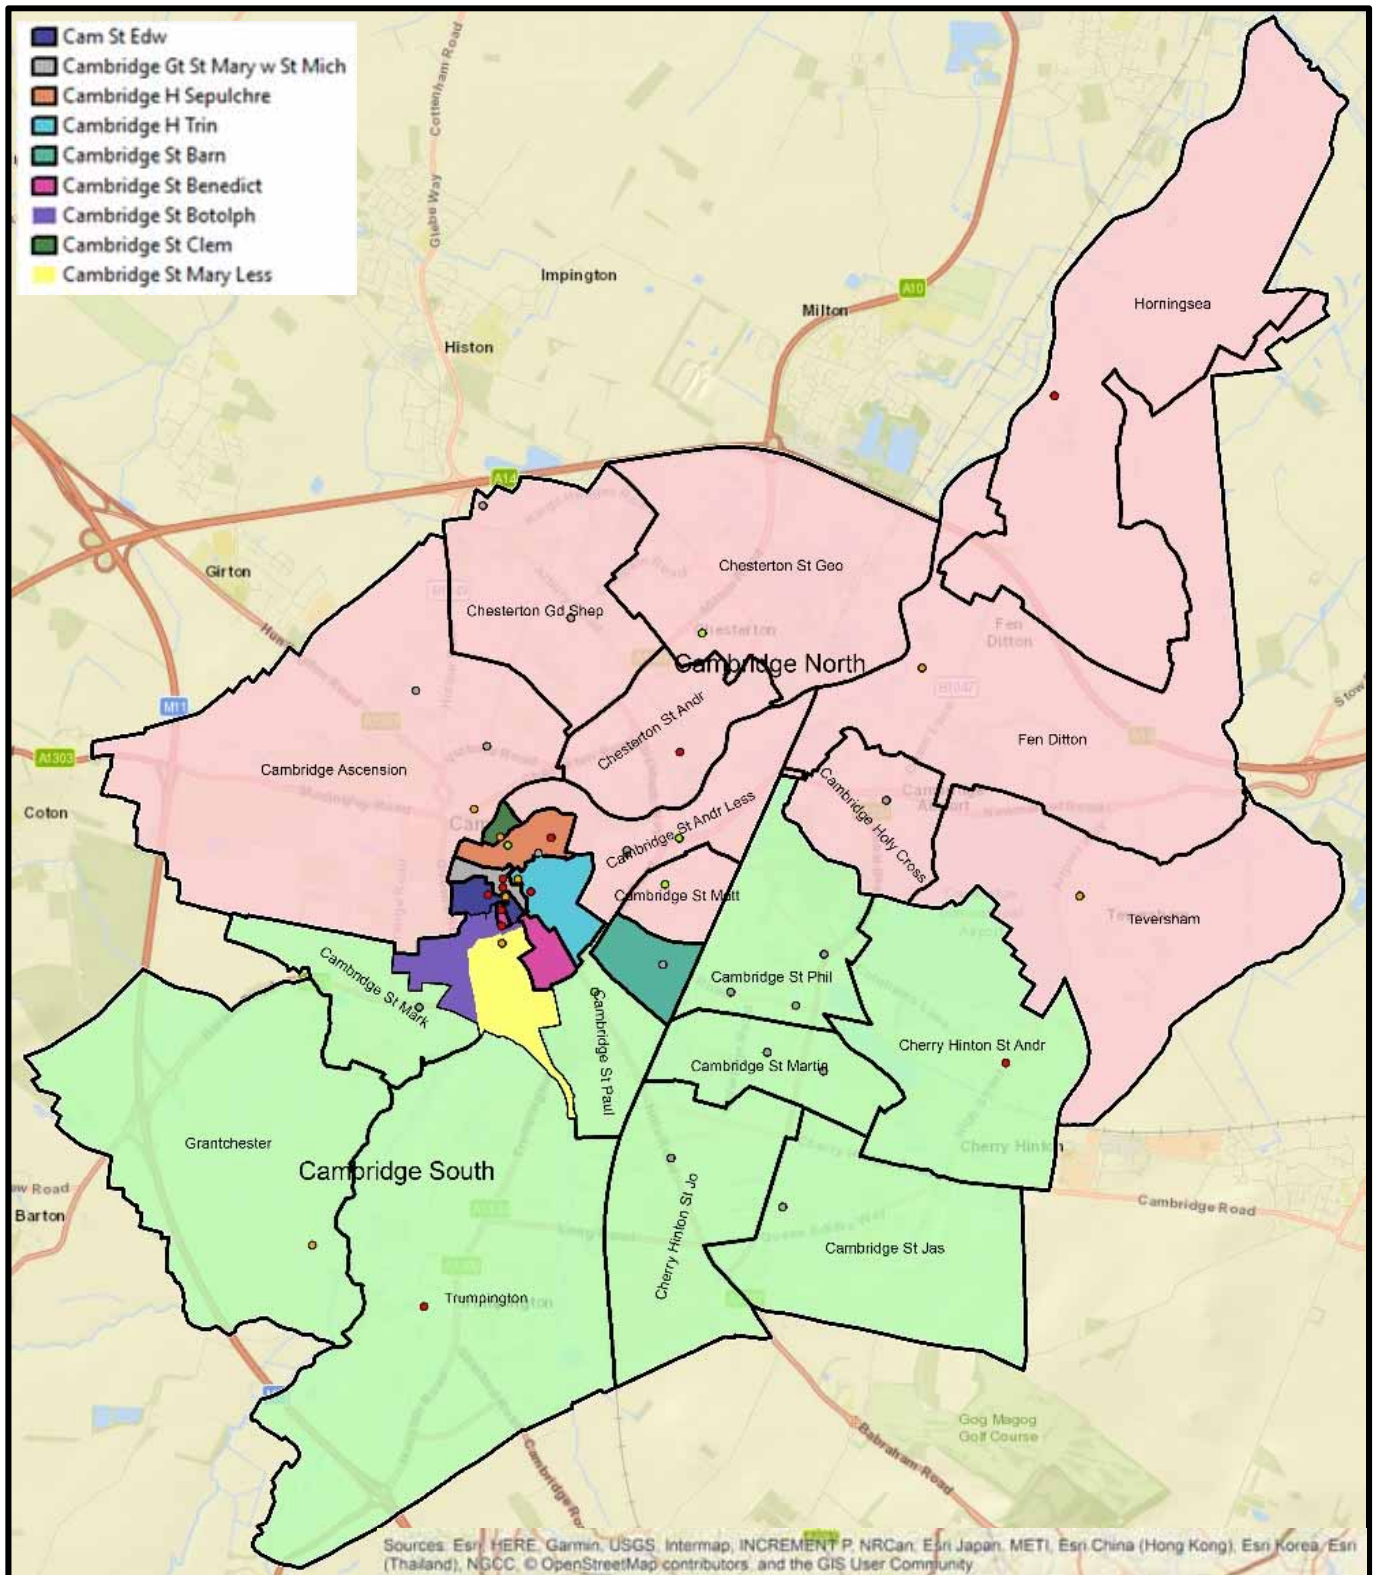 Cam St Edw
Cambridge Gt St Mary w St Mich
Cambridge H Sepulchre
Cambridge H Trin
Cambridge St Barn
Cambridge St Benedict
Cambridge St Botolph
Cambridge St Clem
Cambridge St Mary Less
Glebe Way
Cottenham Road
Impington
Histon
Milton
A10
Horningsea
A14
Girton
Chesterton St Geo
Chesterton Gd Shep
Chesterton
Fen
Ditton
Cambridge North
Chesterton St Andr
M11
A1303
Coton
Cambridge Ascension
Fen Ditton
Cambridge Holy Cross
Cambridge St Andr Less
Cambridge St Matt
Teversham
Cambridge St Mark
Cambridge St Phil
Cambridge St Paul
Cambridge St Martin
Cherry Hinton St Andr
Cherry Hinton
Grantchester
Cambridge South
Barton
Cambridge Road
Cherry Hinton St Jo
Cambridge St Jas
Trumpington
Gog Magog
Golf Course
Babraham Road
Sources: Esri, HERE, Garmin, USGS, Intermap, INCREMENT P, NRCan, Esri Japan, METI, Esri China (Hong Kong), Esri Korea, Esri
(Thailand), NGCC, © OpenStreetMap contributors, and the GIS User Community